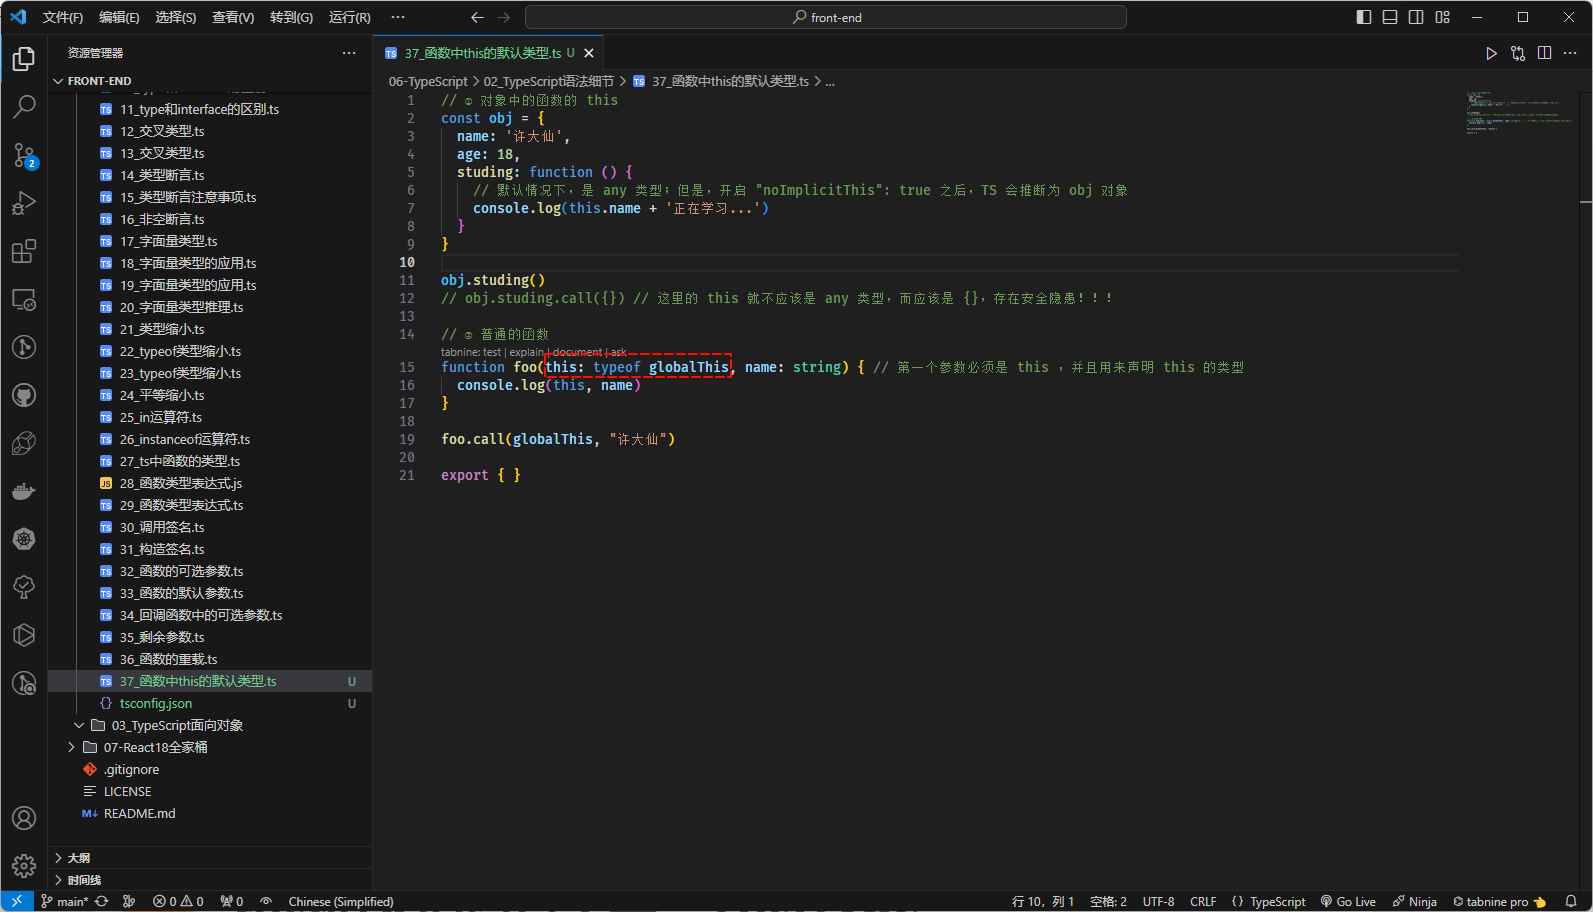 文件(F) 编辑(E) 选择(S) 查看(V) 转到(G) 运行(R) ··· front-end
资源管理器 ···
FRONT-END
11_type和interface的区别.ts
12_交叉类型.ts
13_交叉类型.ts
14_类型断言.ts
15_类型断言注意事项.ts
16_非空断言.ts
17_字面量类型.ts
18_字面量类型的应用.ts
19_字面量类型的应用.ts
20_字面量类型推理.ts
21_类型缩小.ts
22_typeof类型缩小.ts
23_typeof类型缩小.ts
24_平等缩小.ts
25_in运算符.ts
26_instanceof运算符.ts
27_ts中函数的类型.ts
28_函数类型表达式.js
29_函数类型表达式.ts
30_调用签名.ts
31_构造签名.ts
32_函数的可选参数.ts
33_函数的默认参数.ts
34_回调函数中的可选参数.ts
35_剩余参数.ts
36_函数的重载.ts
37_函数中this的默认类型.ts U
{} tsconfig.json U
03_TypeScript面向对象
07-React18全家桶
.gitignore
LICENSE
README.md
大纲
时间线
37_函数中this的默认类型.ts U
06-TypeScript > 02_TypeScript语法细节 > TS 37_函数中this的默认类型.ts > ...
1 // ① 对象中的函数的 this
2 const obj = {
3 name: '许大仙',
4 age: 18,
5 studing: function () {
6 // 默认情况下，是 any 类型；但是，开启 "noImplicitThis": true 之后，TS 会推断为 obj 对象
7 console.log(this.name + '正在学习...')
8 }
9 }
10
11 obj.studing()
12 // obj.studing.call({}) // 这里的 this 就不应该是 any 类型，而应该是 {}，存在安全隐患！！！
13
14 // ② 普通的函数
tabnine: test | explain | document | ask
15 function foo(this: typeof globalThis, name: string) { // 第一个参数必须是 this ，并且用来声明 this 的类型
16 console.log(this, name)
17 }
18
19 foo.call(globalThis, "许大仙")
20
21 export { }
main* 0 0 0 Chinese (Simplified) 行 10，列 1 空格: 2 UTF-8 CRLF {} TypeScript Go Live Ninja tabnine pro